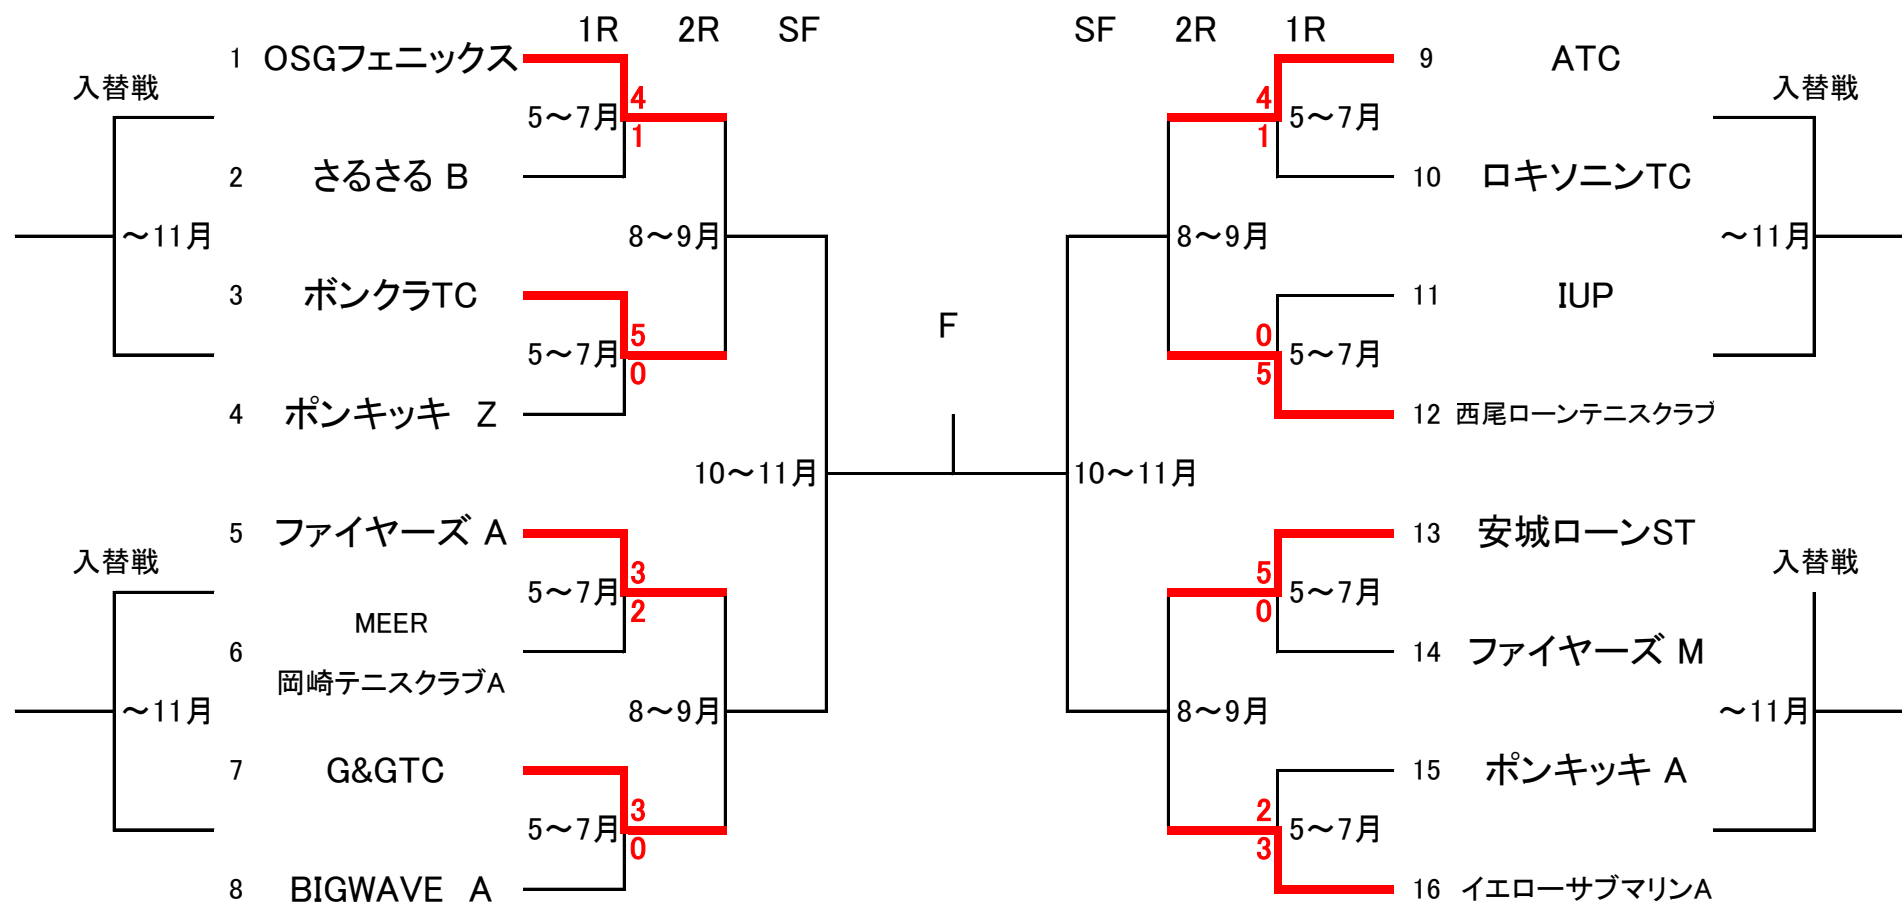 1R 2R SF SF 2R 1R
1 OSGフェニックス 9 ATC
入替戦 入替戦
4 4
5～7月 5～7月
1 1
2 さるさる B 10 ロキソニンTC
～11月 8～9月 8～9月 ～11月
3 ボンクラTC 11 IUP
F
5 0
5～7月 5～7月
0 5
4 ポンキッキ Z 12 西尾ローンテニスクラブ
10～11月 10～11月
5 ファイヤーズ A 13 安城ローンST
入替戦 入替戦
3 5
5～7月 5～7月
2 0
MEER
6 14 ファイヤーズ M
岡崎テニスクラブA
～11月 8～9月 8～9月 ～11月
7 G&GTC 15 ポンキッキ A
3 2
5～7月 5～7月
0 3
8 BIGWAVE A 16 イエローサブマリンA